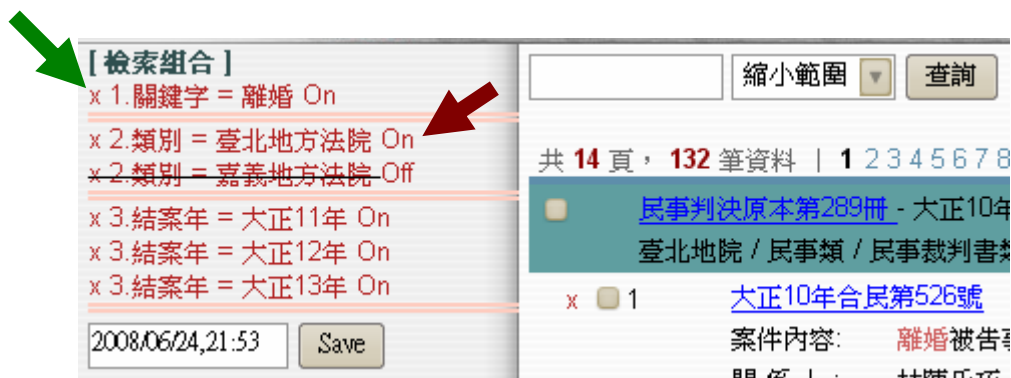 [ 檢索組合 ]
x 1.關鍵字 = 離婚 On
x 2.類別 = 臺北地方法院 On
x 2.類別 = 嘉義地方法院 Off
x 3.結案年 = 大正11年 On
x 3.結案年 = 大正12年 On
x 3.結案年 = 大正13年 On
2008/06/24,21:53 Save
縮小範圍 查詢
共 14 頁， 132 筆資料 | 1 2 3 4 5 6 7 8
民事判決原本第289冊 - 大正10年
臺北地院 / 民事類 / 民事裁判書類
x 1 大正10年合民第526號
案件內容: 離婚被告事